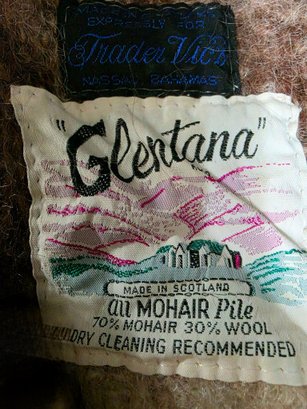 EXPRESSLY FOR
Trader Vic's
NASSAU, BAHAMAS
"Glentana"
MADE IN SCOTLAND
all MOHAIR Pile
70% MOHAIR 30% WOOL
DRY CLEANING RECOMMENDED